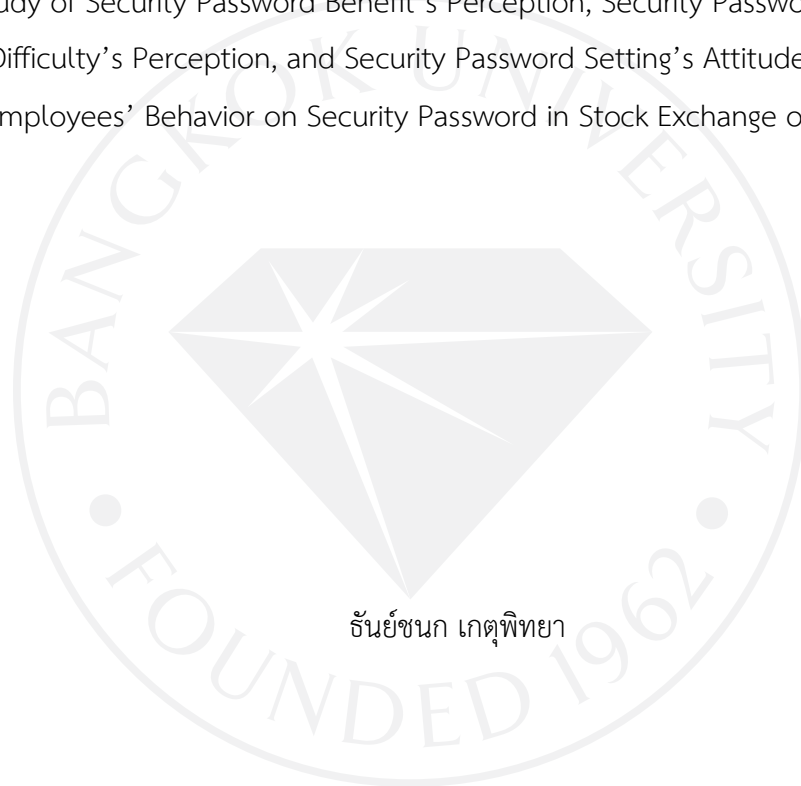 udy of Security Password Benefit's Perception, Security Passwo
Difficulty's Perception, and Security Password Setting's Attitude
mployees' Behavior on Security Password in Stock Exchange o
BANGKOK UNIVERSITY
ธันย์ชนก เกตุพิทยา
FOUNDED 1962